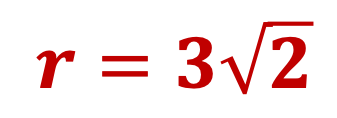 r = 3√2